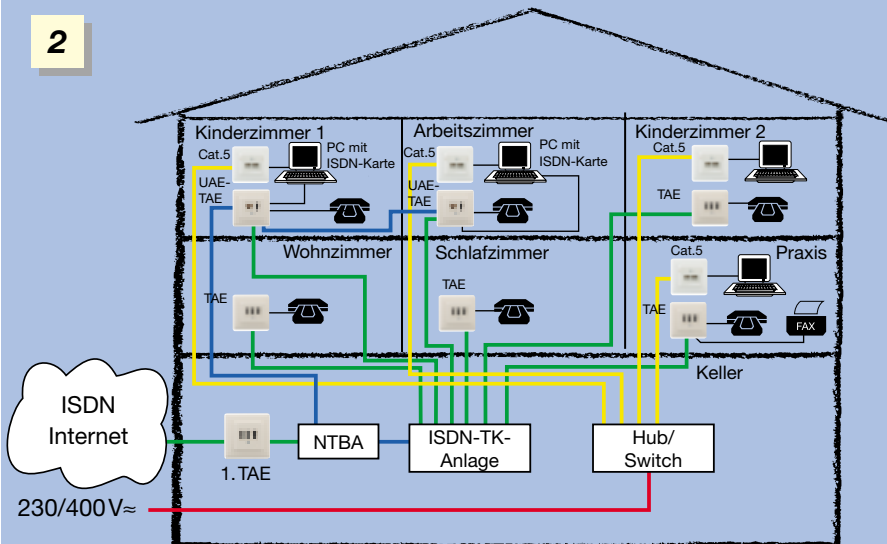 2
Kinderzimmer 1
Arbeitszimmer
Kinderzimmer 2
Cat.5
PC mit
ISDN-Karte
Cat.5
PC mit
ISDN-Karte
Cat.5
UAE-
TAE
UAE-
TAE
TAE
Wohnzimmer
Schlafzimmer
Praxis
Cat.5
TAE
TAE
TAE
FAX
Keller
ISDN
Internet
1. TAE
NTBA
ISDN-TK-
Anlage
Hub/
Switch
230/400 V≈